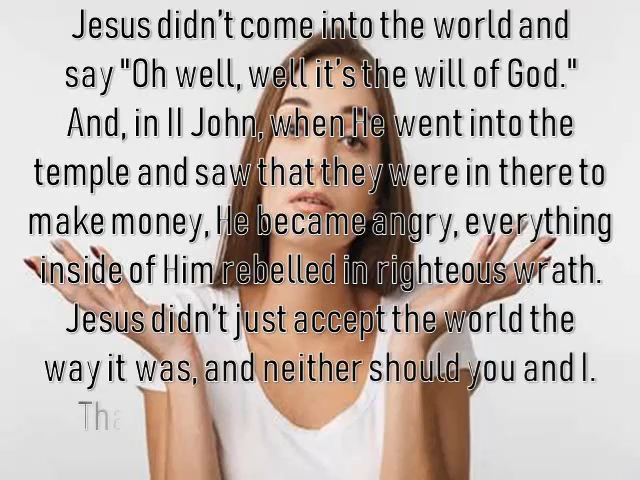 Jesus didn't come into the world and
say "Oh well, well it's the will of God."
And, in II John, when He went into the
temple and saw that they were in there to
make money, He became angry, everything
inside of Him rebelled in righteous wrath.
Jesus didn't just accept the world the
way it was, and neither should you and I.